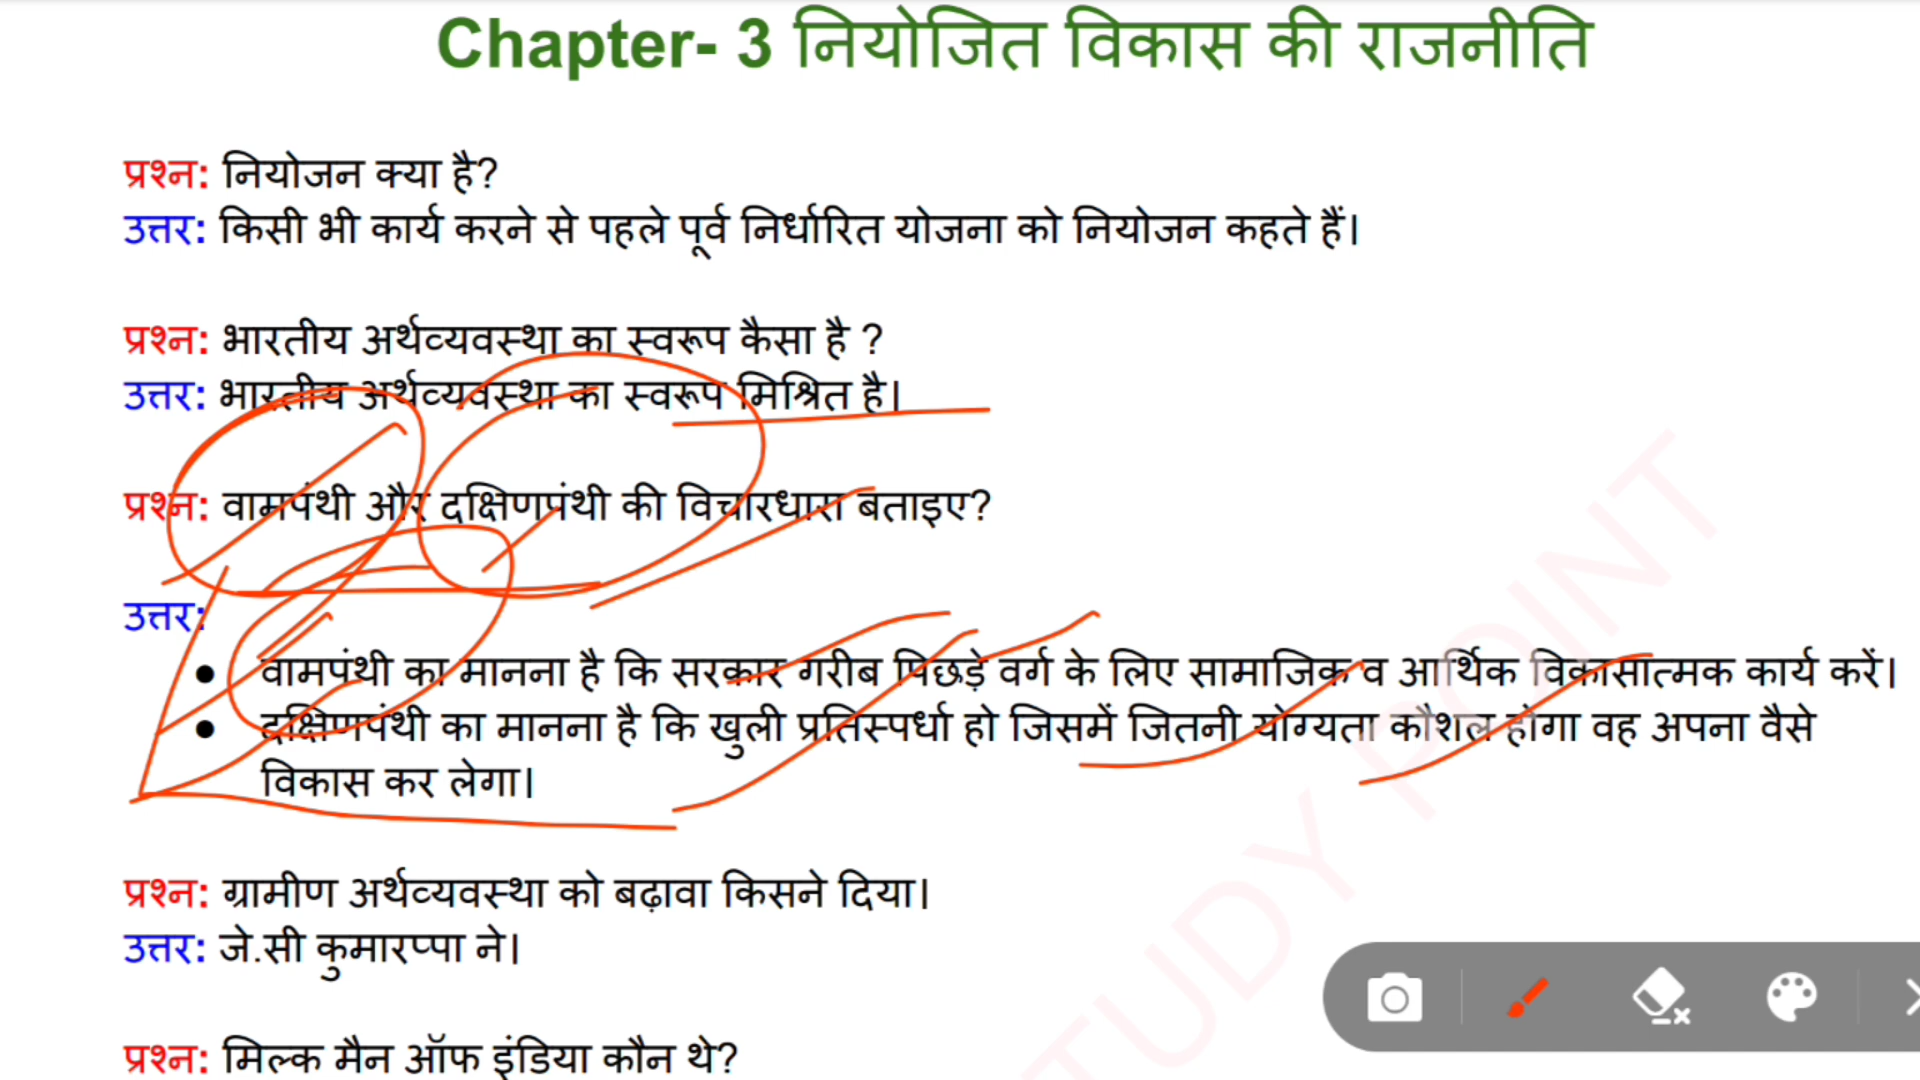 Chapter- 3 नियोजित विकास की राजनीति
प्रश्न: नियोजन क्या है?
उत्तर: किसी भी कार्य करने से पहले पूर्व निर्धारित योजना को नियोजन कहते हैं।
प्रश्न: भारतीय अर्थव्यवस्था का स्वरूप कैसा है ?
उत्तर: भारतीय अर्थव्यवस्था का स्वरूप मिश्रित है।
प्रश्न: वामपंथी और दक्षिणपंथी की विचारधारा बताइए?
उत्तर:
● वामपंथी का मानना है कि सरकार गरीब पिछड़े वर्ग के लिए सामाजिक व आर्थिक विकासात्मक कार्य करें।
● दक्षिणपंथी का मानना है कि खुली प्रतिस्पर्धा हो जिसमें जितनी योग्यता कौशल होगा वह अपना वैसे
विकास कर लेगा।
प्रश्न: ग्रामीण अर्थव्यवस्था को बढ़ावा किसने दिया।
उत्तर: जे.सी कुमारप्पा ने।
प्रश्न: मिल्क मैन ऑफ इंडिया कौन थे?
TUDY POINT